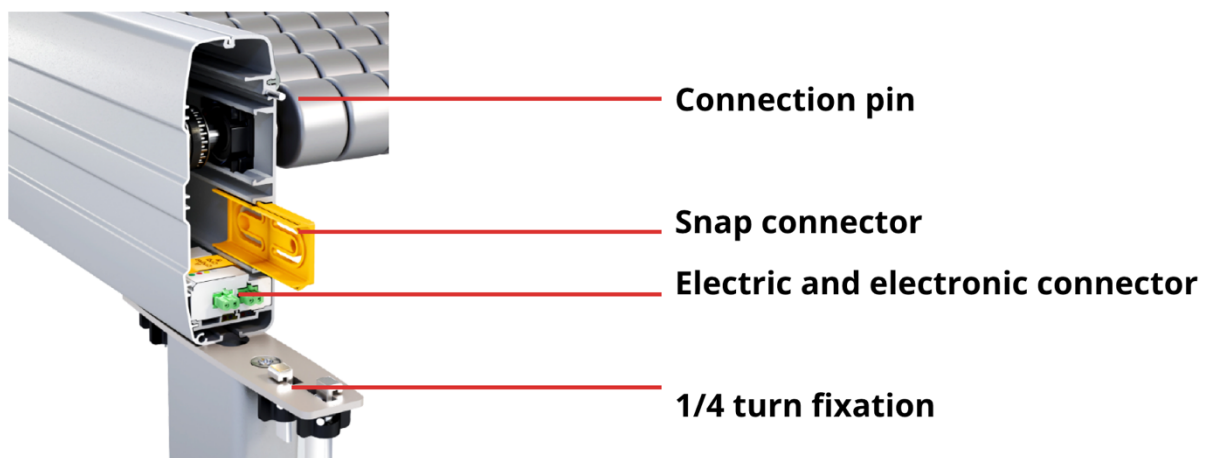 Connection pin
Snap connector
Electric and electronic connector
1/4 turn fixation